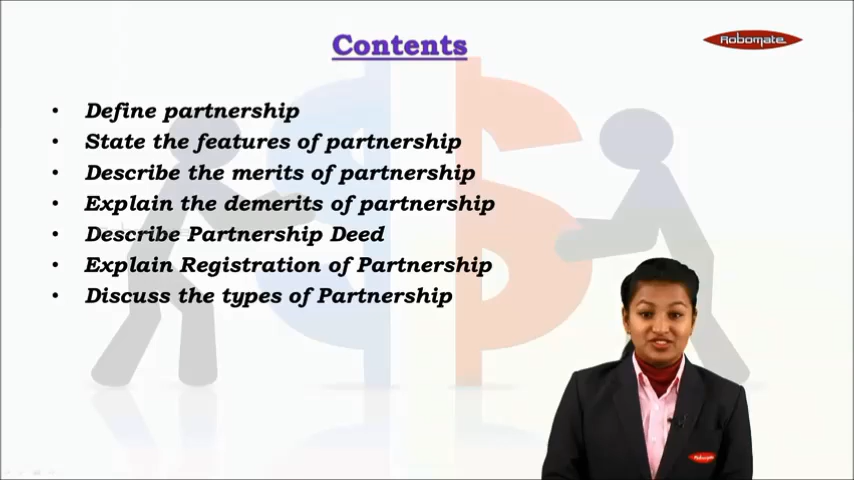 Contents
Robomate
• Define partnership
• State the features of partnership
• Describe the merits of partnership
• Explain the demerits of partnership
• Describe Partnership Deed
• Explain Registration of Partnership
• Discuss the types of Partnership
Robomate